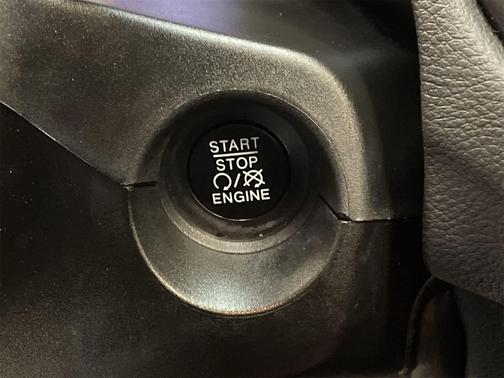 START
STOP
/
ENGINE